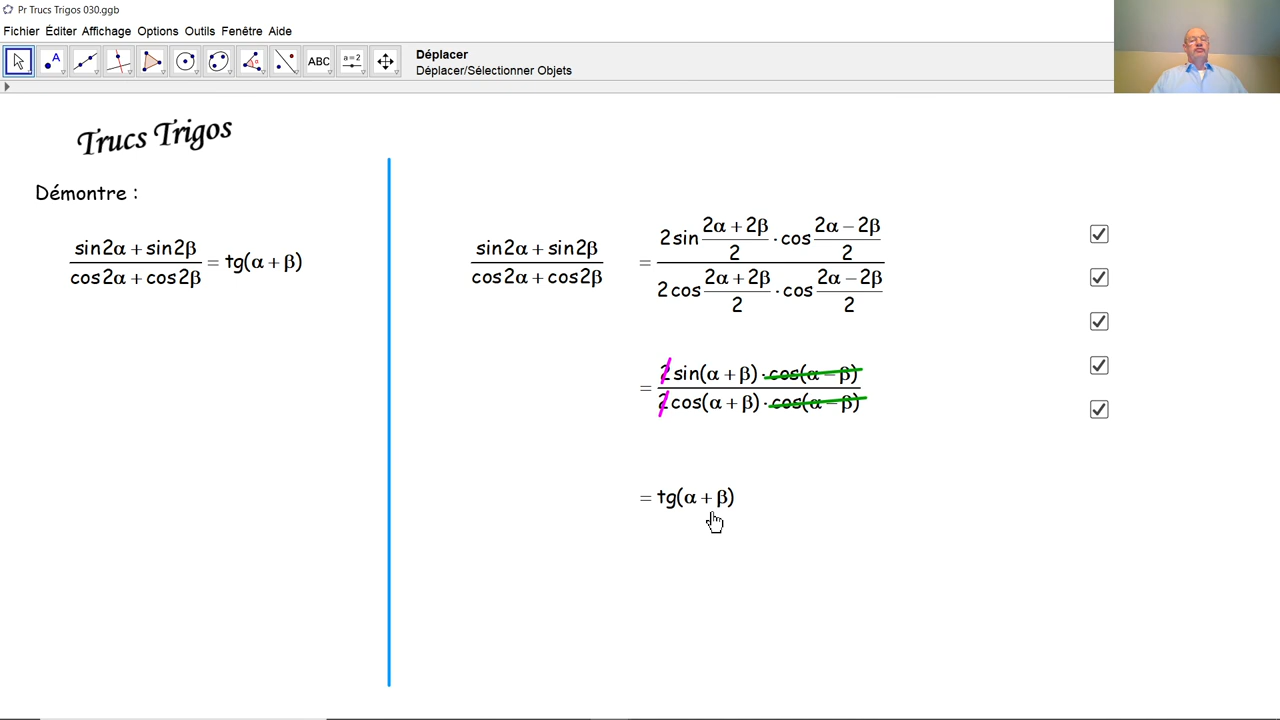 Pr Trucs Trigos 030.ggb
Fichier Éditer Affichage Options Outils Fenêtre Aide
A ABC a=2
Déplacer
Déplacer/Sélectionner Objets
Trucs Trigos
Démontre :
(sin2α + sin2β)/(cos2α + cos2β) = tg(α + β)
(sin2α + sin2β)/(cos2α + cos2β) = (2sin (2α + 2β)/2 · cos (2α − 2β)/2)/(2cos (2α + 2β)/2 · cos (2α − 2β)/2)
= (2sin(α + β) · cos(α − β))/(2cos(α + β) · cos(α − β))
= tg(α + β)